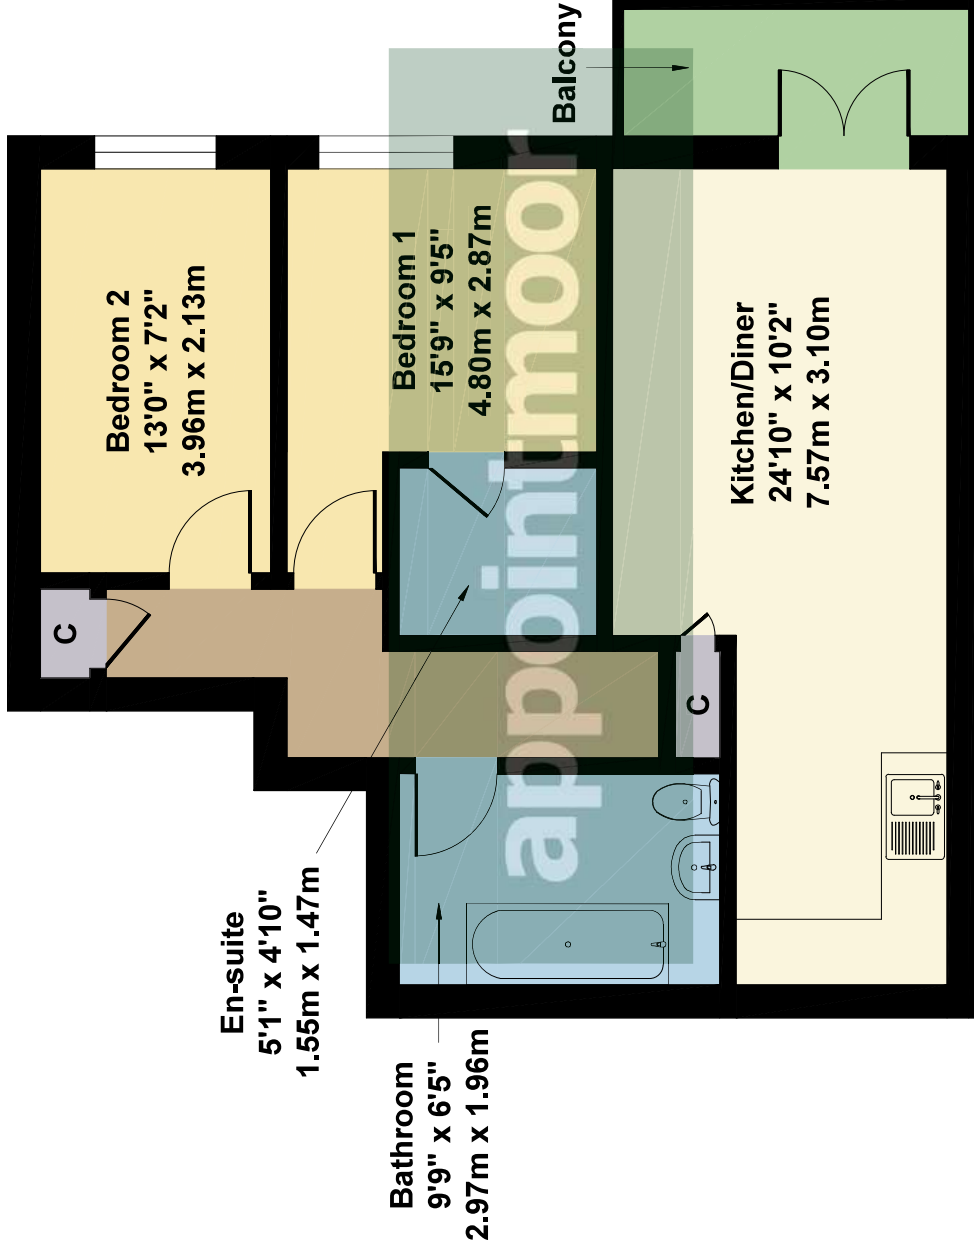 Balcony
Bedroom 2
13'0" x 7'2"
3.96m x 2.13m
Bedroom 1
15'9" x 9'5"
4.80m x 2.87m
Kitchen/Diner
24'10" x 10'2"
7.57m x 3.10m
C
C
En-suite
5'1" x 4'10"
1.55m x 1.47m
Bathroom
9'9" x 6'5"
2.97m x 1.96m
appointmoor